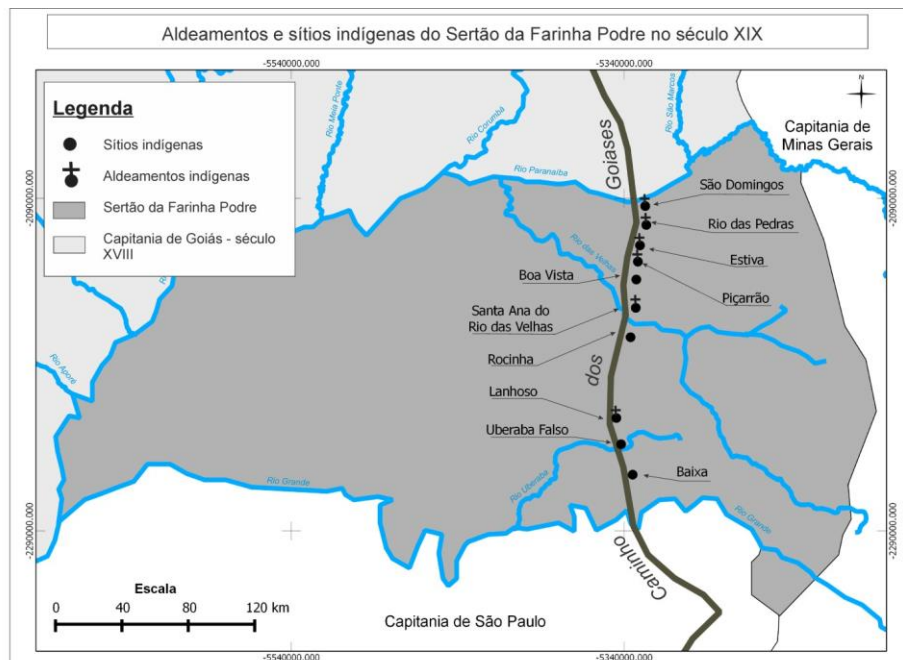 Aldeamentos e sítios indígenas do Sertão da Farinha Podre no século XIX
-5540000.000
-5340000.000
Legenda
Sítios indígenas
Aldeamentos indígenas
Sertão da Farinha Podre
Capitania de Goiás - século
XVIII
Rio Meia Ponte
Rio Corumbá
Goiases
Rio São Marcos
N
Capitania de
Minas Gerais
Rio Paranaíba
São Domingos
-2090000.000
-2090000.000
Rio das Pedras
Rio das Velhas
Estiva
Boa Vista
Piçarrão
Santa Ana do
Rio das Velhas
Rocinha
Rio Aporé
dos
Lanhoso
Uberaba Falso
Baixa
Rio Grande
Rio Uberaba
Rio Grande
-2290000.000
-2290000.000
Caminho
Escala
0 40 80 120 km
Capitania de São Paulo
-5540000.000
-5340000.000